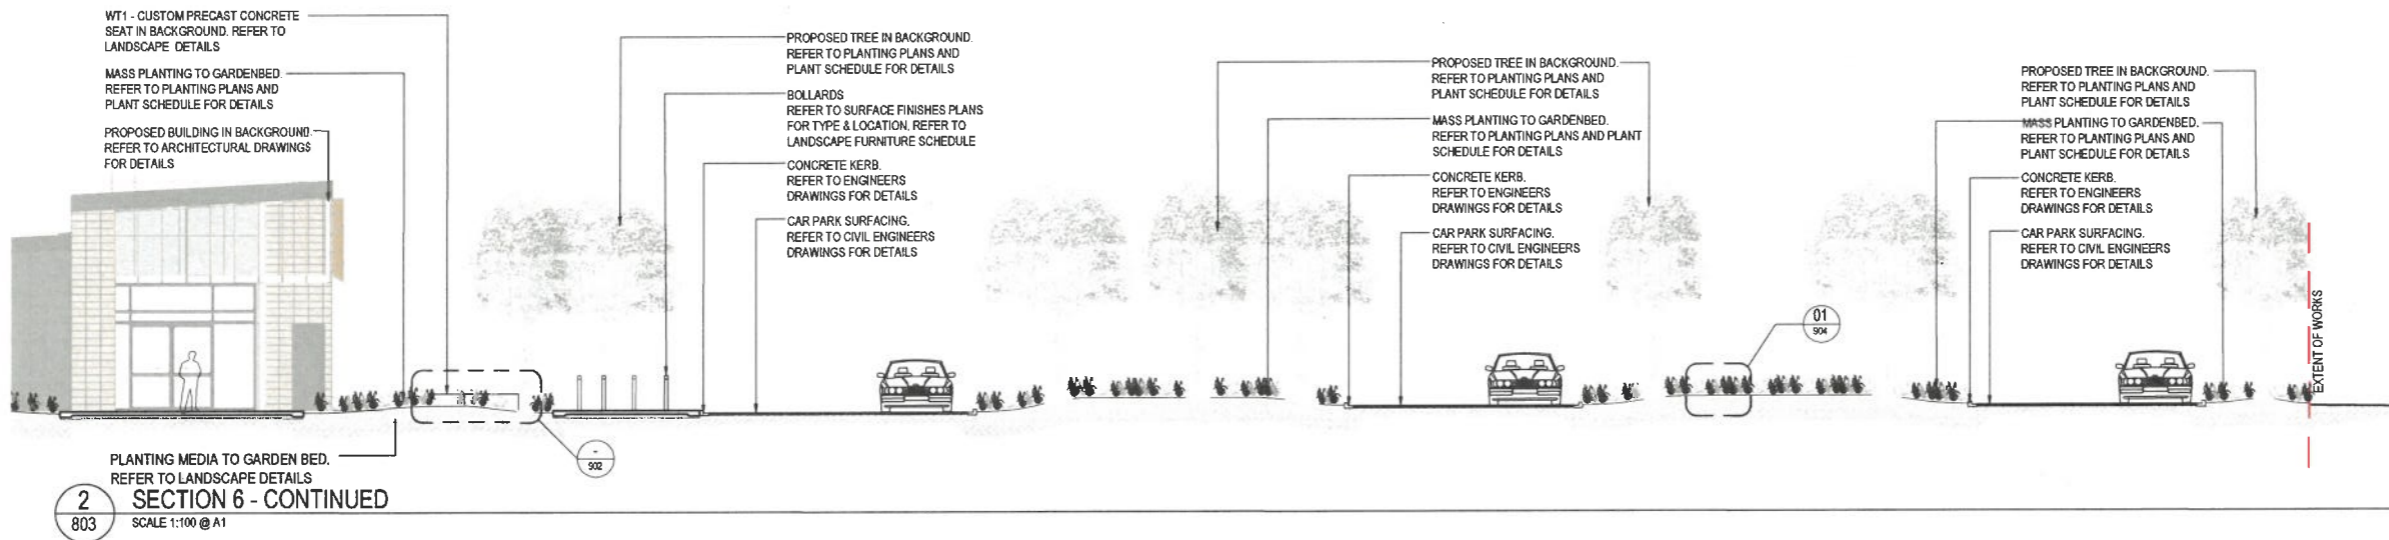 WT1 - CUSTOM PRECAST CONCRETE
SEAT IN BACKGROUND. REFER TO
LANDSCAPE DETAILS
MASS PLANTING TO GARDENBED.
REFER TO PLANTING PLANS AND
PLANT SCHEDULE FOR DETAILS
PROPOSED BUILDING IN BACKGROUND.
REFER TO ARCHITECTURAL DRAWINGS
FOR DETAILS
PLANTING MEDIA TO GARDEN BED.
REFER TO LANDSCAPE DETAILS
PROPOSED TREE IN BACKGROUND.
REFER TO PLANTING PLANS AND
PLANT SCHEDULE FOR DETAILS
BOLLARDS
REFER TO SURFACE FINISHES PLANS
FOR TYPE & LOCATION. REFER TO
LANDSCAPE FURNITURE SCHEDULE
CONCRETE KERB.
REFER TO ENGINEERS
DRAWINGS FOR DETAILS
CAR PARK SURFACING.
REFER TO CIVIL ENGINEERS
DRAWINGS FOR DETAILS
-
902
PROPOSED TREE IN BACKGROUND.
REFER TO PLANTING PLANS AND
PLANT SCHEDULE FOR DETAILS
MASS PLANTING TO GARDENBED.
REFER TO PLANTING PLANS AND PLANT
SCHEDULE FOR DETAILS
CONCRETE KERB.
REFER TO ENGINEERS
DRAWINGS FOR DETAILS
CAR PARK SURFACING.
REFER TO CIVIL ENGINEERS
DRAWINGS FOR DETAILS
01
904
PROPOSED TREE IN BACKGROUND.
REFER TO PLANTING PLANS AND
PLANT SCHEDULE FOR DETAILS
MASS PLANTING TO GARDENBED.
REFER TO PLANTING PLANS AND
PLANT SCHEDULE FOR DETAILS
CONCRETE KERB.
REFER TO ENGINEERS
DRAWINGS FOR DETAILS
CAR PARK SURFACING.
REFER TO CIVIL ENGINEERS
DRAWINGS FOR DETAILS
EXTENT OF WORKS
2
803
SECTION 6 - CONTINUED
SCALE 1:100 @ A1